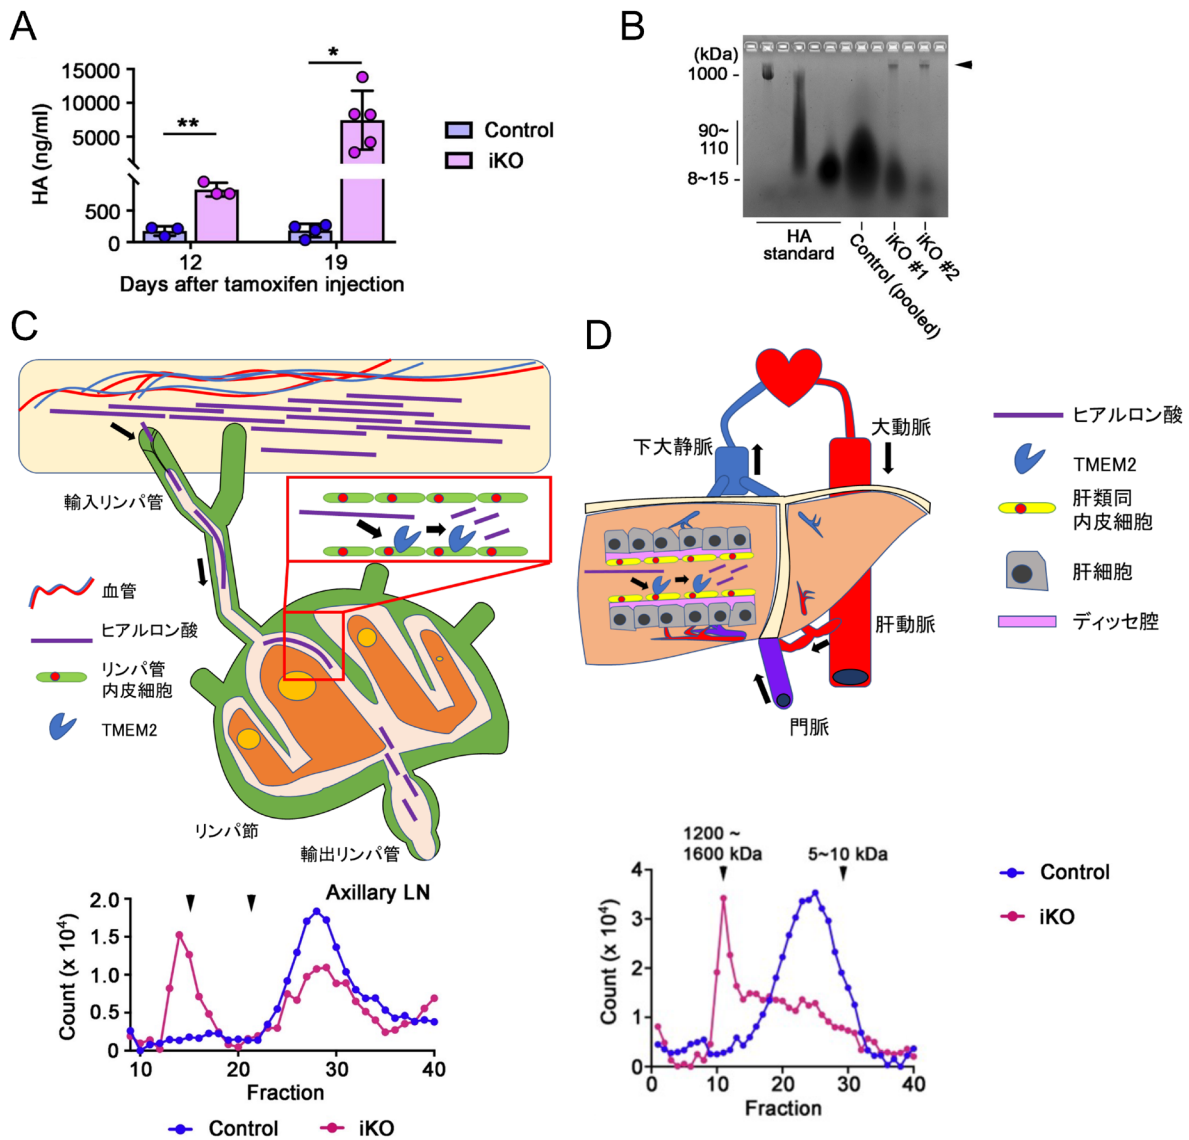 A
HA (ng/ml)
15000
10000
5000
500
0
**
*
12
19
Days after tamoxifen injection
Control
iKO
B
(kDa)
1000 -
90~
110
8~15 -
HA
standard
Control (pooled)
iKO #1
iKO #2
C
輸入リンパ管
血管
ヒアルロン酸
リンパ管
内皮細胞
TMEM2
リンパ節
輸出リンパ管
Axillary LN
Count (x 10⁴)
2.0
1.5
1.0
0.5
0
10
20
30
40
Fraction
Control
iKO
D
下大静脈
大動脈
肝動脈
門脈
ヒアルロン酸
TMEM2
肝類同
内皮細胞
肝細胞
ディッセ腔
1200 ~
1600 kDa
5~10 kDa
Count (x 10⁴)
4
3
2
1
0
0
10
20
30
40
Fraction
Control
iKO